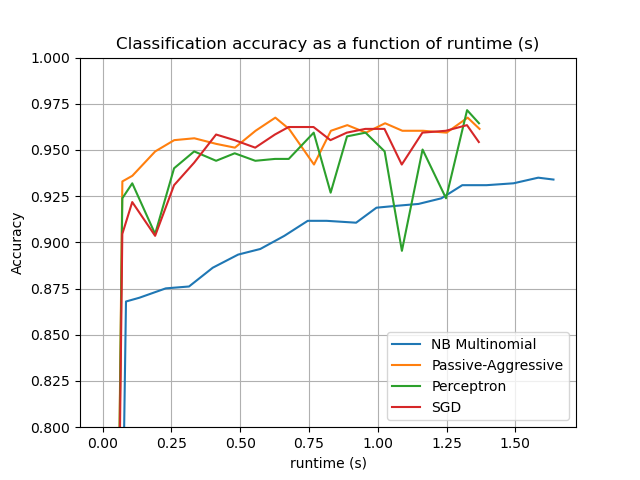 Classification accuracy as a function of runtime (s)
1.000
0.975
0.950
0.925
0.900
0.875
0.850
0.825
0.800
Accuracy
NB Multinomial
Passive-Aggressive
Perceptron
SGD
0.00 0.25 0.50 0.75 1.00 1.25 1.50
runtime (s)